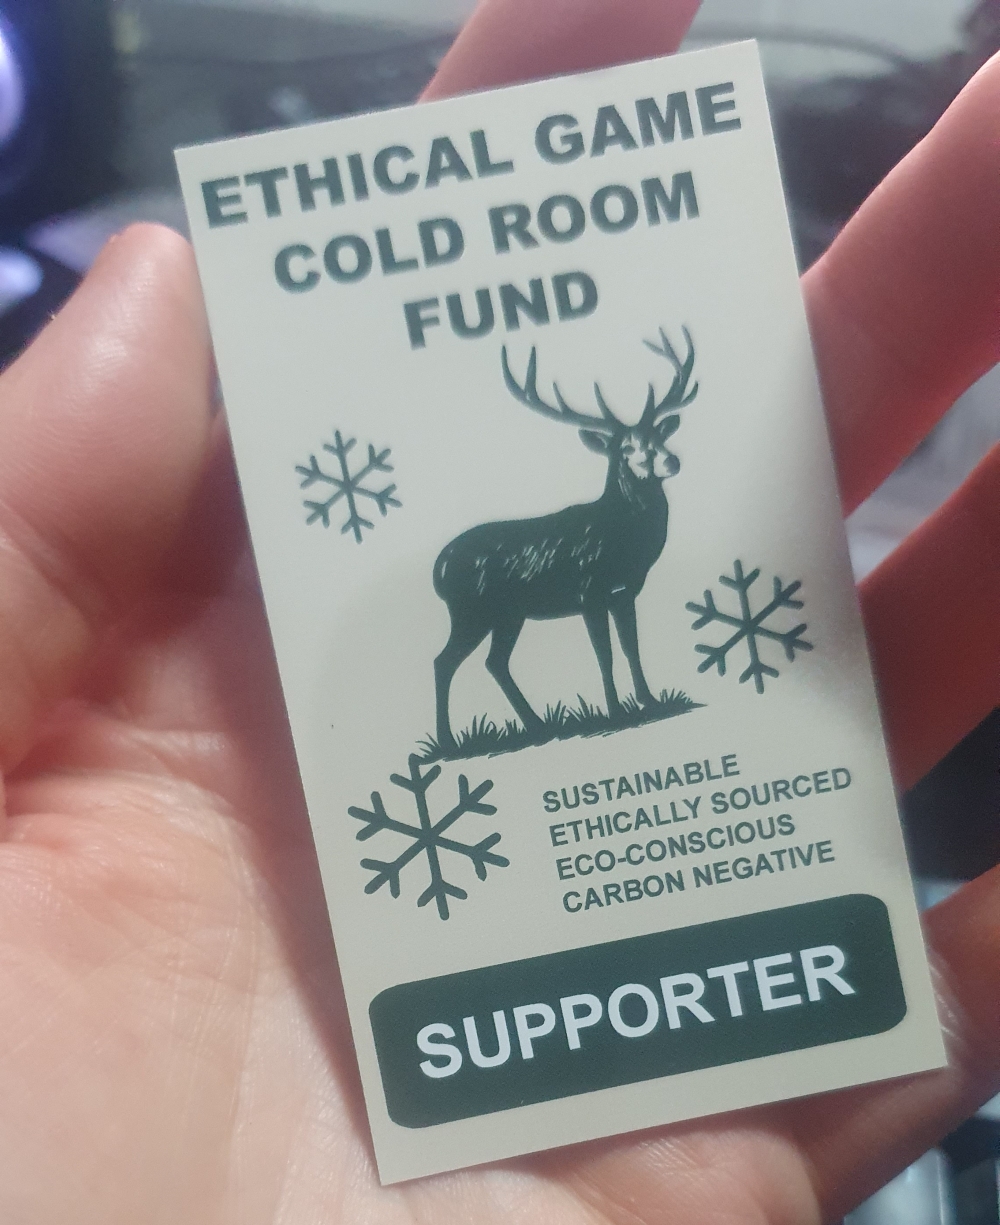 ETHICAL GAME
COLD ROOM
FUND
SUSTAINABLE
ETHICALLY SOURCED
ECO-CONSCIOUS
CARBON NEGATIVE
SUPPORTER